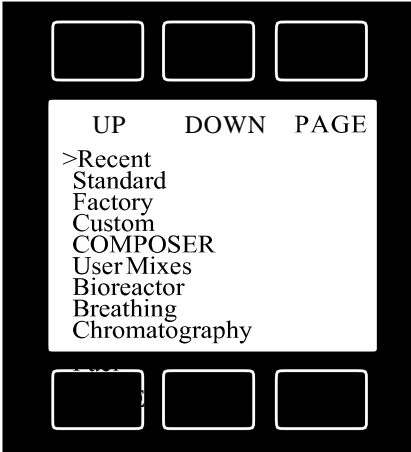 UP DOWN PAGE
>Recent
Standard
Factory
Custom
COMPOSER
User Mixes
Bioreactor
Breathing
Chromatography